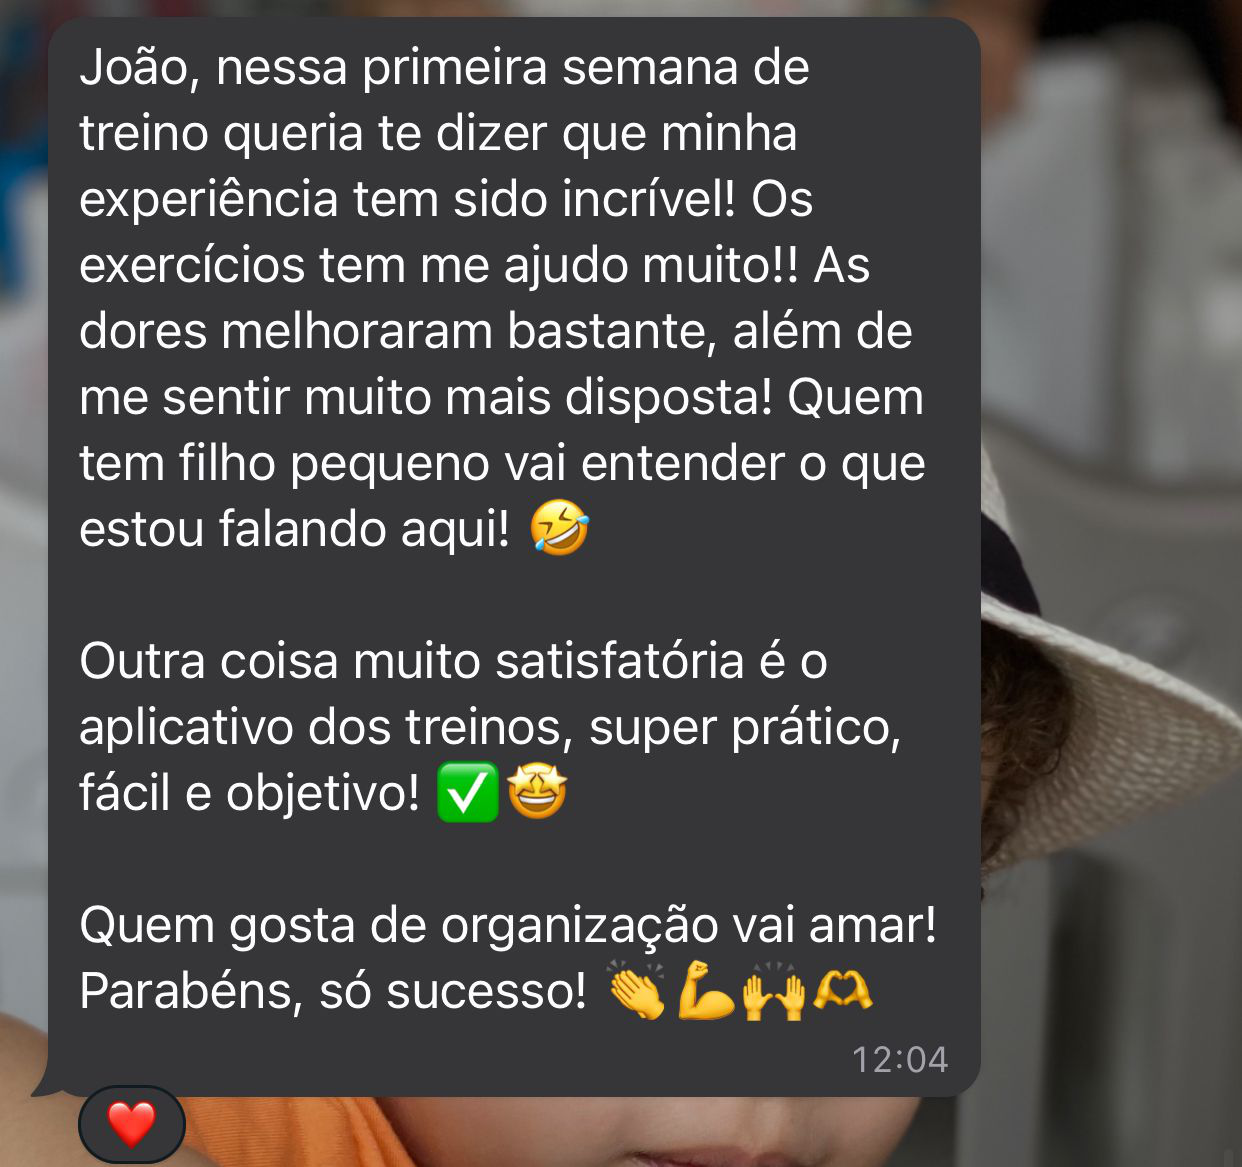 João, nessa primeira semana de
treino queria te dizer que minha
experiência tem sido incrível! Os
exercícios tem me ajudo muito!! As
dores melhoraram bastante, além de
me sentir muito mais disposta! Quem
tem filho pequeno vai entender o que
estou falando aqui! 🤣
Outra coisa muito satisfatória é o
aplicativo dos treinos, super prático,
fácil e objetivo! ✅🤩
Quem gosta de organização vai amar!
Parabéns, só sucesso! 👏💪🙌🫶
12:04
❤️